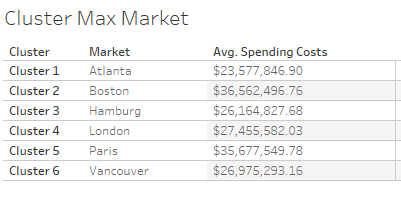 Cluster Max Market
Cluster Market Avg. Spending Costs
Cluster 1 Atlanta $23,577,846.90
Cluster 2 Boston $36,562,496.76
Cluster 3 Hamburg $26,164,827.68
Cluster 4 London $27,455,582.03
Cluster 5 Paris $35,677,549.78
Cluster 6 Vancouver $26,975,293.16